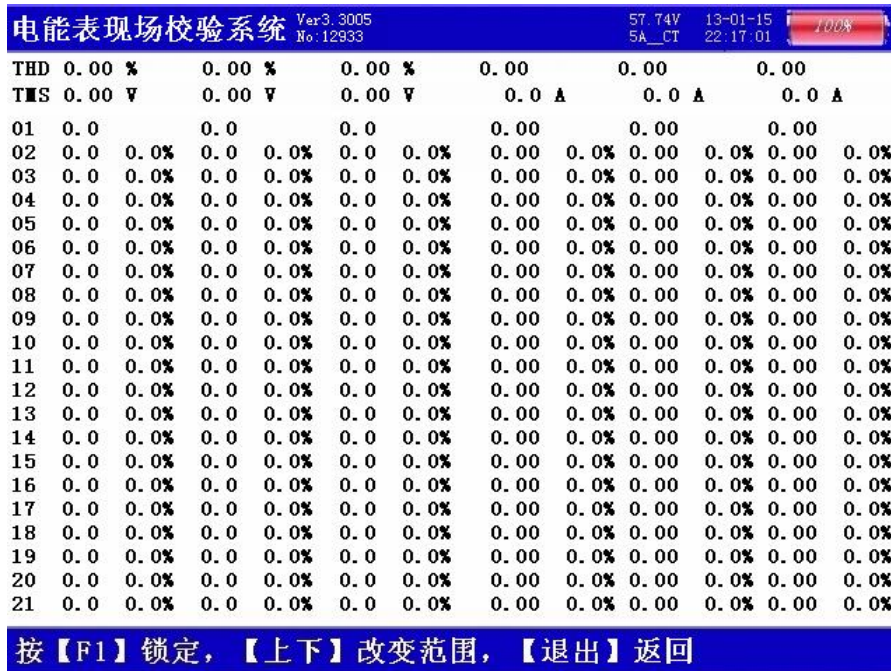 电能表现场校验系统 Ver3.3005 57.74V 13-01-15 100%
No:12933 5A__CT 22:17:01
THD 0.00 % 0.00 % 0.00 % 0.00 0.00 0.00
TMS 0.00 V 0.00 V 0.00 V 0.0 A 0.0 A 0.0 A
01 0.0 0.0 0.0 0.00 0.00 0.00
02 0.0 0.0% 0.0 0.0% 0.0 0.0% 0.00 0.0% 0.00 0.0% 0.00 0.0%
03 0.0 0.0% 0.0 0.0% 0.0 0.0% 0.00 0.0% 0.00 0.0% 0.00 0.0%
04 0.0 0.0% 0.0 0.0% 0.0 0.0% 0.00 0.0% 0.00 0.0% 0.00 0.0%
05 0.0 0.0% 0.0 0.0% 0.0 0.0% 0.00 0.0% 0.00 0.0% 0.00 0.0%
06 0.0 0.0% 0.0 0.0% 0.0 0.0% 0.00 0.0% 0.00 0.0% 0.00 0.0%
07 0.0 0.0% 0.0 0.0% 0.0 0.0% 0.00 0.0% 0.00 0.0% 0.00 0.0%
08 0.0 0.0% 0.0 0.0% 0.0 0.0% 0.00 0.0% 0.00 0.0% 0.00 0.0%
09 0.0 0.0% 0.0 0.0% 0.0 0.0% 0.00 0.0% 0.00 0.0% 0.00 0.0%
10 0.0 0.0% 0.0 0.0% 0.0 0.0% 0.00 0.0% 0.00 0.0% 0.00 0.0%
11 0.0 0.0% 0.0 0.0% 0.0 0.0% 0.00 0.0% 0.00 0.0% 0.00 0.0%
12 0.0 0.0% 0.0 0.0% 0.0 0.0% 0.00 0.0% 0.00 0.0% 0.00 0.0%
13 0.0 0.0% 0.0 0.0% 0.0 0.0% 0.00 0.0% 0.00 0.0% 0.00 0.0%
14 0.0 0.0% 0.0 0.0% 0.0 0.0% 0.00 0.0% 0.00 0.0% 0.00 0.0%
15 0.0 0.0% 0.0 0.0% 0.0 0.0% 0.00 0.0% 0.00 0.0% 0.00 0.0%
16 0.0 0.0% 0.0 0.0% 0.0 0.0% 0.00 0.0% 0.00 0.0% 0.00 0.0%
17 0.0 0.0% 0.0 0.0% 0.0 0.0% 0.00 0.0% 0.00 0.0% 0.00 0.0%
18 0.0 0.0% 0.0 0.0% 0.0 0.0% 0.00 0.0% 0.00 0.0% 0.00 0.0%
19 0.0 0.0% 0.0 0.0% 0.0 0.0% 0.00 0.0% 0.00 0.0% 0.00 0.0%
20 0.0 0.0% 0.0 0.0% 0.0 0.0% 0.00 0.0% 0.00 0.0% 0.00 0.0%
21 0.0 0.0% 0.0 0.0% 0.0 0.0% 0.00 0.0% 0.00 0.0% 0.00 0.0%
按【F1】锁定，【上下】改变范围，【退出】返回